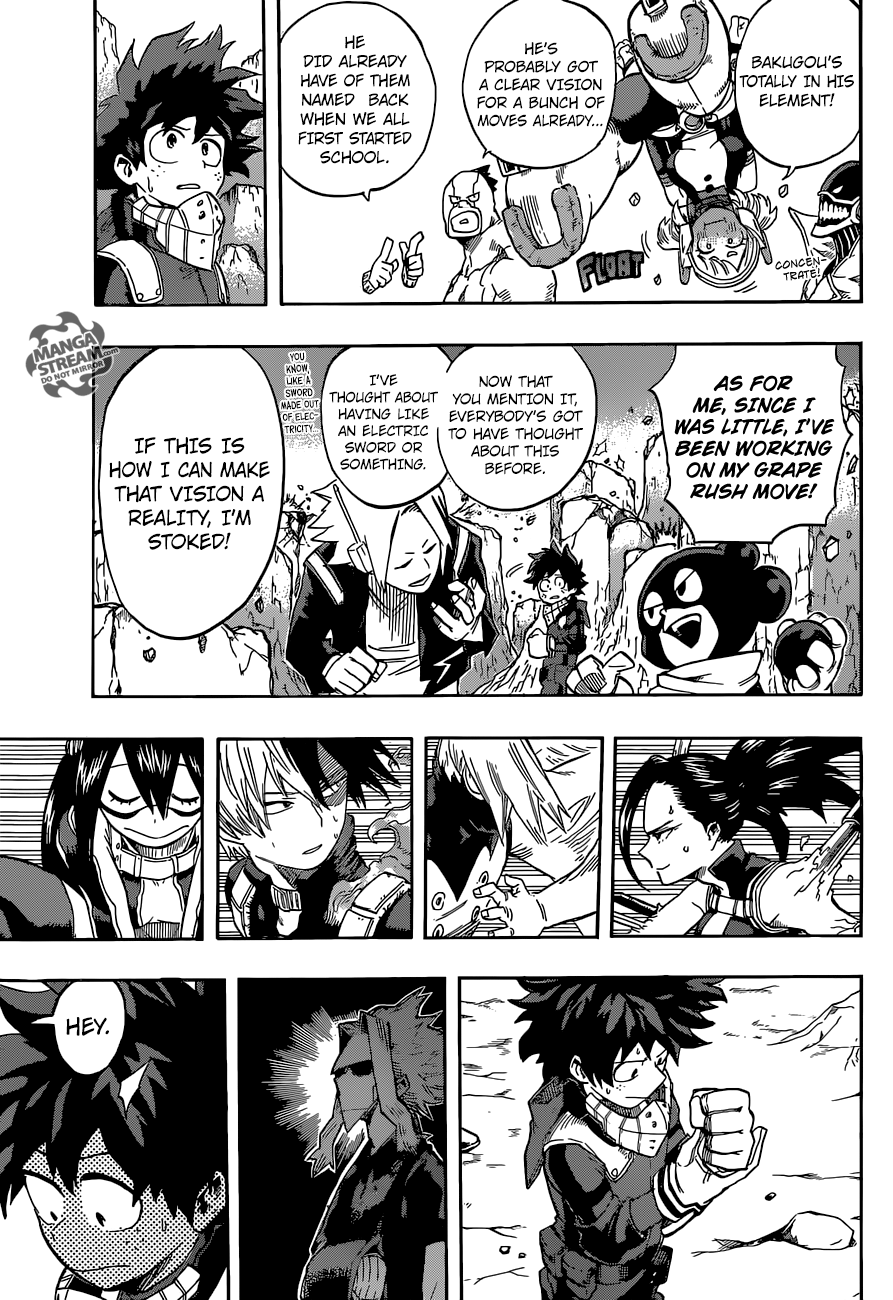 BAKUGOU'S
TOTALLY IN HIS
ELEMENT!
HE'S
PROBABLY GOT
A CLEAR VISION
FOR A BUNCH OF
MOVES ALREADY...
HE
DID ALREADY
HAVE OF THEM
NAMED BACK
WHEN WE ALL
FIRST STARTED
SCHOOL.
CONCEN-
TRATE!
FLOAT
MANGA
STREAM.com
DO NOT MIRROR
AS FOR
ME, SINCE I
WAS LITTLE, I'VE
BEEN WORKING
ON MY GRAPE
RUSH MOVE!
NOW THAT
YOU MENTION IT,
EVERYBODY'S GOT
TO HAVE THOUGHT
ABOUT THIS
BEFORE.
I'VE
THOUGHT ABOUT
HAVING LIKE
AN ELECTRIC
SWORD OR
SOMETHING.
YOU
KNOW,
LIKE A
SWORD
MADE OUT
OF ELEC-
TRICITY...
IF THIS IS
HOW I CAN MAKE
THAT VISION A
REALITY, I'M
STOKED!
HEY.